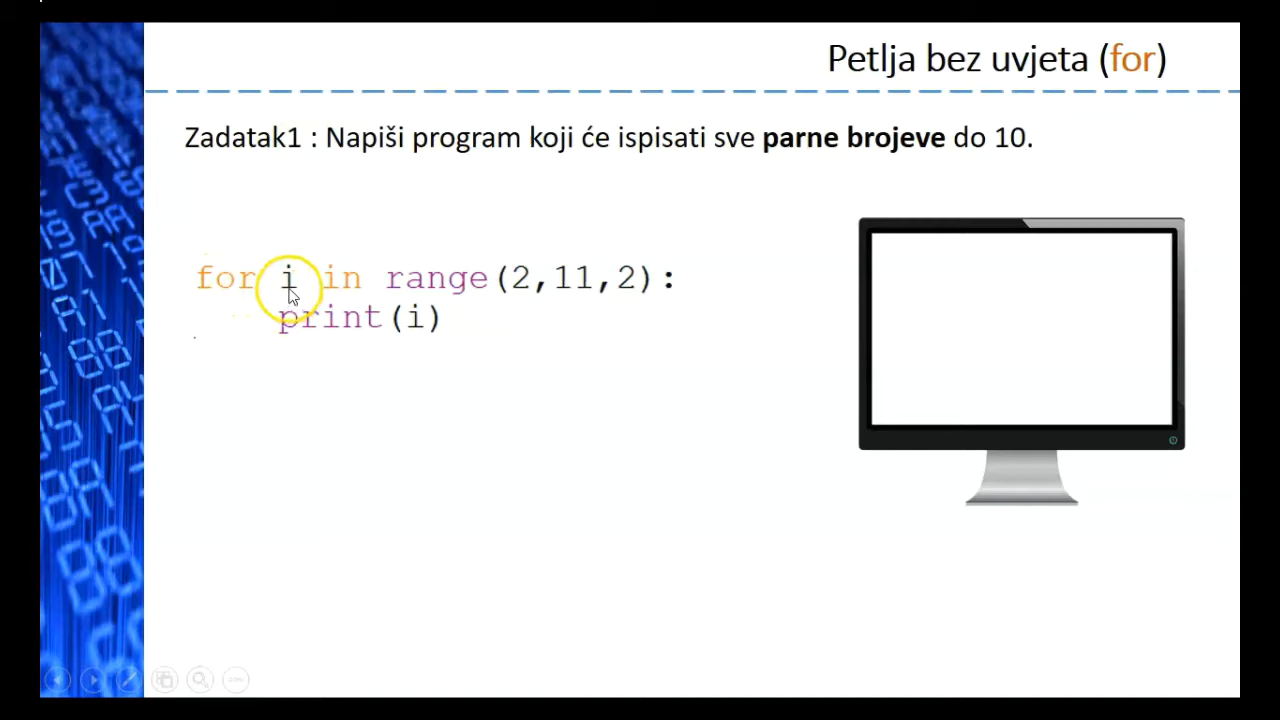 Petlja bez uvjeta (for)
Zadatak1 : Napiši program koji će ispisati sve parne brojeve do 10.
for i in range(2,11,2):
    print(i)